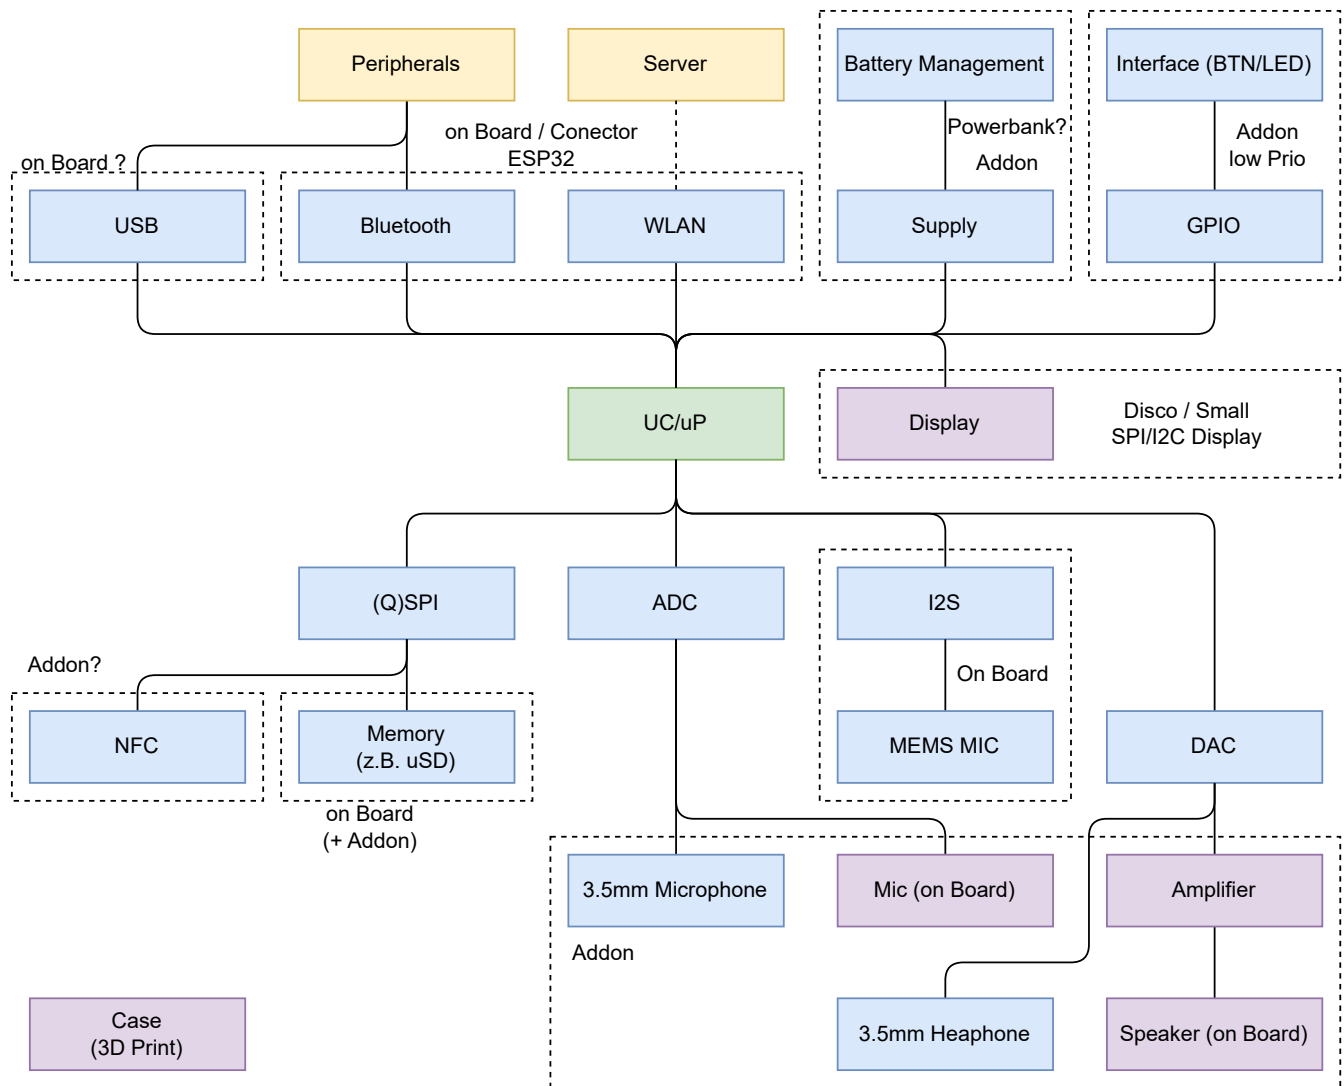 Peripherals
Server
Battery Management
Interface (BTN/LED)
on Board / Conector
ESP32
Powerbank?
Addon
Addon
low Prio
on Board ?
USB
Bluetooth
WLAN
Supply
GPIO
UC/uP
Display
Disco / Small
SPI/I2C Display
(Q)SPI
ADC
I2S
Addon?
On Board
NFC
Memory
(z.B. uSD)
MEMS MIC
DAC
on Board
(+ Addon)
3.5mm Microphone
Mic (on Board)
Amplifier
Addon
Case
(3D Print)
3.5mm Heaphone
Speaker (on Board)